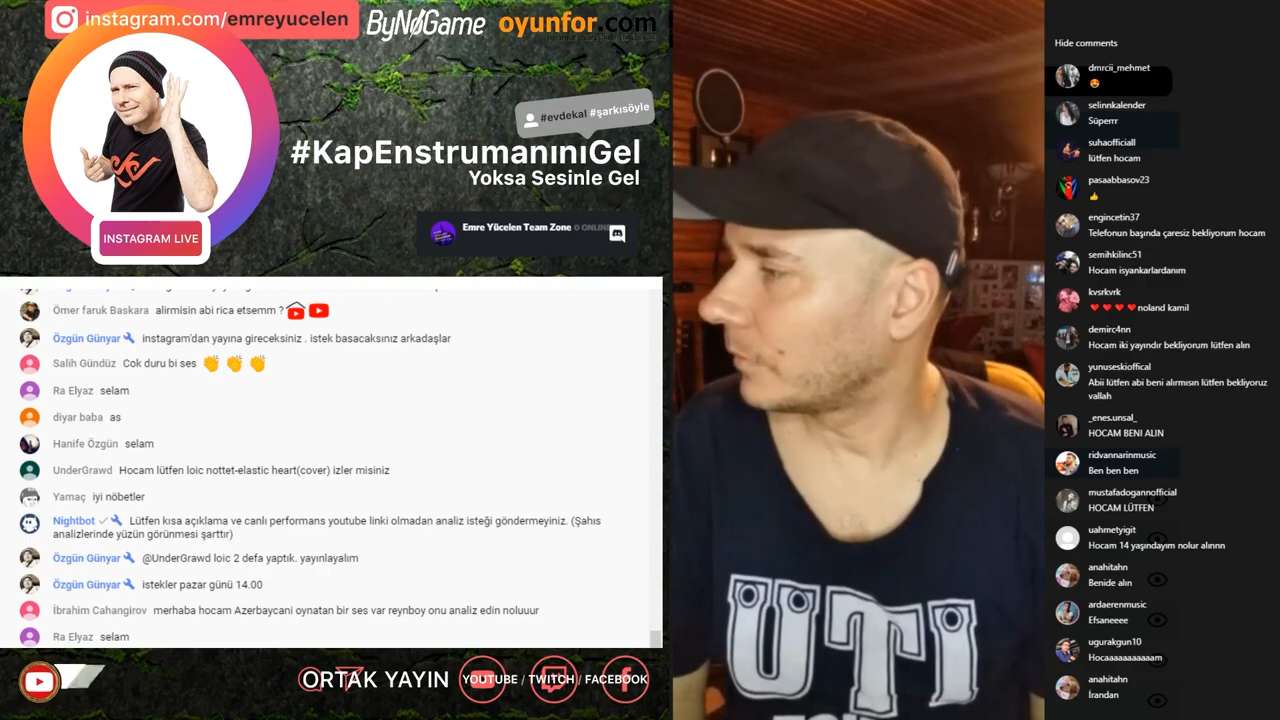 instagram.com/emreyucelen
ByNoGame
oyunfor.com
#evdekal #şarkısöyle
#KapEnstrumanınıGel
Yoksa Sesinle Gel
INSTAGRAM LIVE
Emre Yücelen Team Zone 0 ONLINE
Ömer faruk Baskara alirmisin abi rica etsemm ?
Özgün Günyar instagram'dan yayına gireceksiniz . istek basacaksınız arkadaşlar
Salih Gündüz Cok duru bi ses 👏 👏 👏
Ra Elyaz selam
diyar baba as
Hanife Özgün selam
UnderGrawd Hocam lütfen loic nottet-elastic heart(cover) izler misiniz
Yamaç iyi nöbetler
Nightbot Lütfen kısa açıklama ve canlı performans youtube linki olmadan analiz isteği göndermeyiniz. (Şahıs
analizlerinde yüzün görünmesi şarttır)
Özgün Günyar @UnderGrawd loic 2 defa yaptık. yayınlayalım
Özgün Günyar istekler pazar günü 14.00
İbrahim Cahangirov merhaba hocam Azerbaycani oynatan bir ses var reynboy onu analiz edin noluuur
Ra Elyaz selam
ORTAK YAYIN
YOUTUBE / TWITCH / FACEBOOK
UTI
Hide comments
dmrcii_mehmet
😍
selinnkalender
Süperrr
suhaofficiall
lütfen hocam
pasaabbasov23
👍
engincetin37
Telefonun başında çaresiz bekliyorum hocam
semihkilinc51
Hocam isyankarlardanım
kvsrkvrk
❤❤❤❤noland kamil
demirc4nn
Hocam iki yayındır bekliyorum lütfen alın
yunuseskioffical
Abii lütfen abi beni alırmısın lütfen bekliyoruz
vallah
_enes.unsal_
HOCAM BENI ALIN
ridvannarinmusic
Ben ben ben
mustafadogannofficial
HOCAM LÜTFEN
uahmetyigit
Hocam 14 yaşındayım nolur alınnn
anahitahn
Benide alın
ardaerenmusic
Efsaneeee
ugurakgun10
Hocaaaaaaaaaaam
anahitahn
İrandan